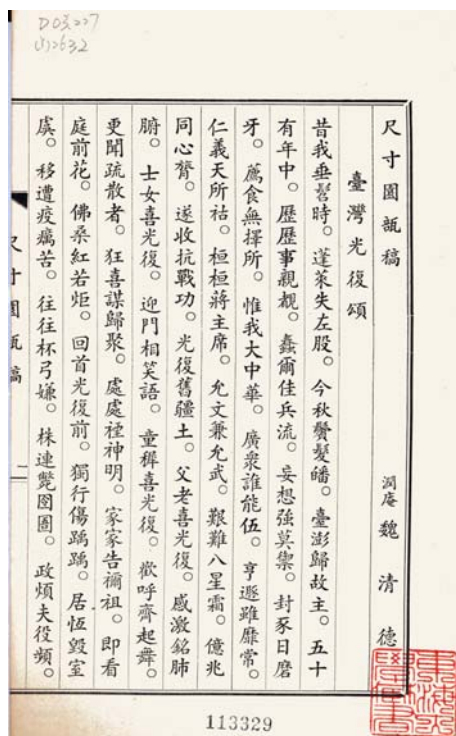 尺寸園瓿稿
潤庵 魏清德
臺灣光復頌
昔我垂髫時。蓬萊失左股。今秋鬢髮皤。臺澎歸故主。五十
有年中。歷歷事親覩。蠢爾佳兵流。妄想強莫禦。封豕日磨
牙。薦食無擇所。惟我大中華。廣衆誰能伍。亨遯雖靡常。
仁義天所祜。桓桓蔣主席。允文兼允武。艱難八星霜。億兆
同心膂。遂收抗戰功。光復舊疆土。父老喜光復。感激銘肺
腑。士女喜光復。迎門相笑語。童穉喜光復。歡呼齊起舞。
更聞疏散者。狂喜謀歸聚。處處禋神明。家家告禰祖。即看
庭前花。佛桑紅若炬。回首光復前。獨行傷踽踽。居恆毀室
虞。移遭疫癘苦。往往杯弓嫌。株連斃囹圄。政煩夫役頻。
尺寸園瓿稿
一
D0323227
113329